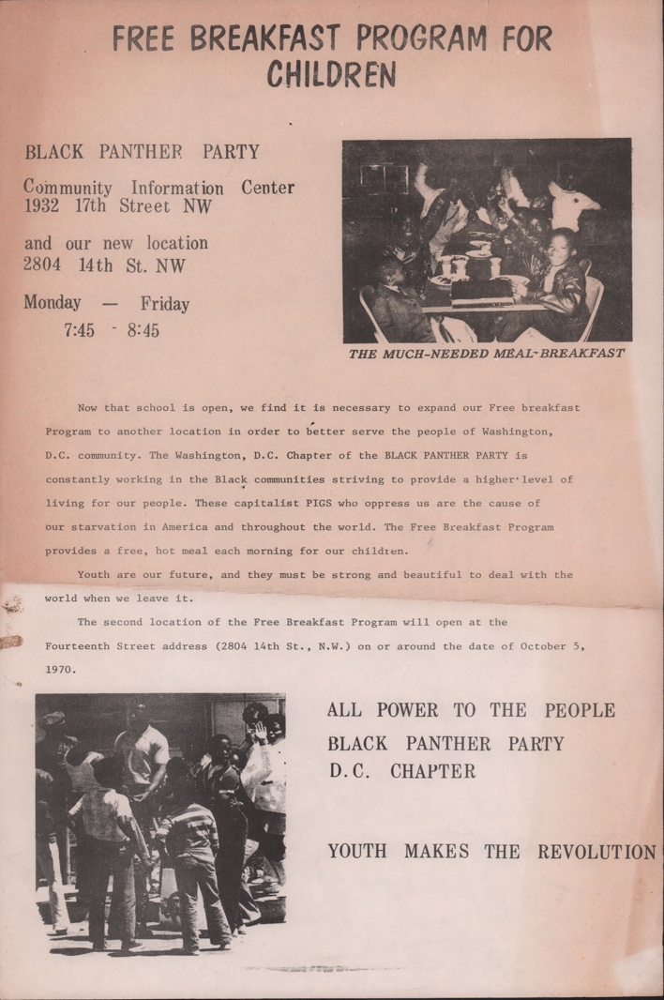 FREE BREAKFAST PROGRAM FOR
CHILDREN
BLACK PANTHER PARTY
Community Information Center
1932 17th Street NW
and our new location
2804 14th St. NW
Monday — Friday
7:45 - 8:45
THE MUCH-NEEDED MEAL-BREAKFAST
Now that school is open, we find it is necessary to expand our Free breakfast
Program to another location in order to better serve the people of Washington,
D.C. community. The Washington, D.C. Chapter of the BLACK PANTHER PARTY is
constantly working in the Black communities striving to provide a higher level of
living for our people. These capitalist PIGS who oppress us are the cause of
our starvation in America and throughout the world. The Free Breakfast Program
provides a free, hot meal each morning for our children.
Youth are our future, and they must be strong and beautiful to deal with the
world when we leave it.
The second location of the Free Breakfast Program will open at the
Fourteenth Street address (2804 14th St., N.W.) on or around the date of October 5,
1970.
ALL POWER TO THE PEOPLE
BLACK PANTHER PARTY
D.C. CHAPTER
YOUTH MAKES THE REVOLUTION